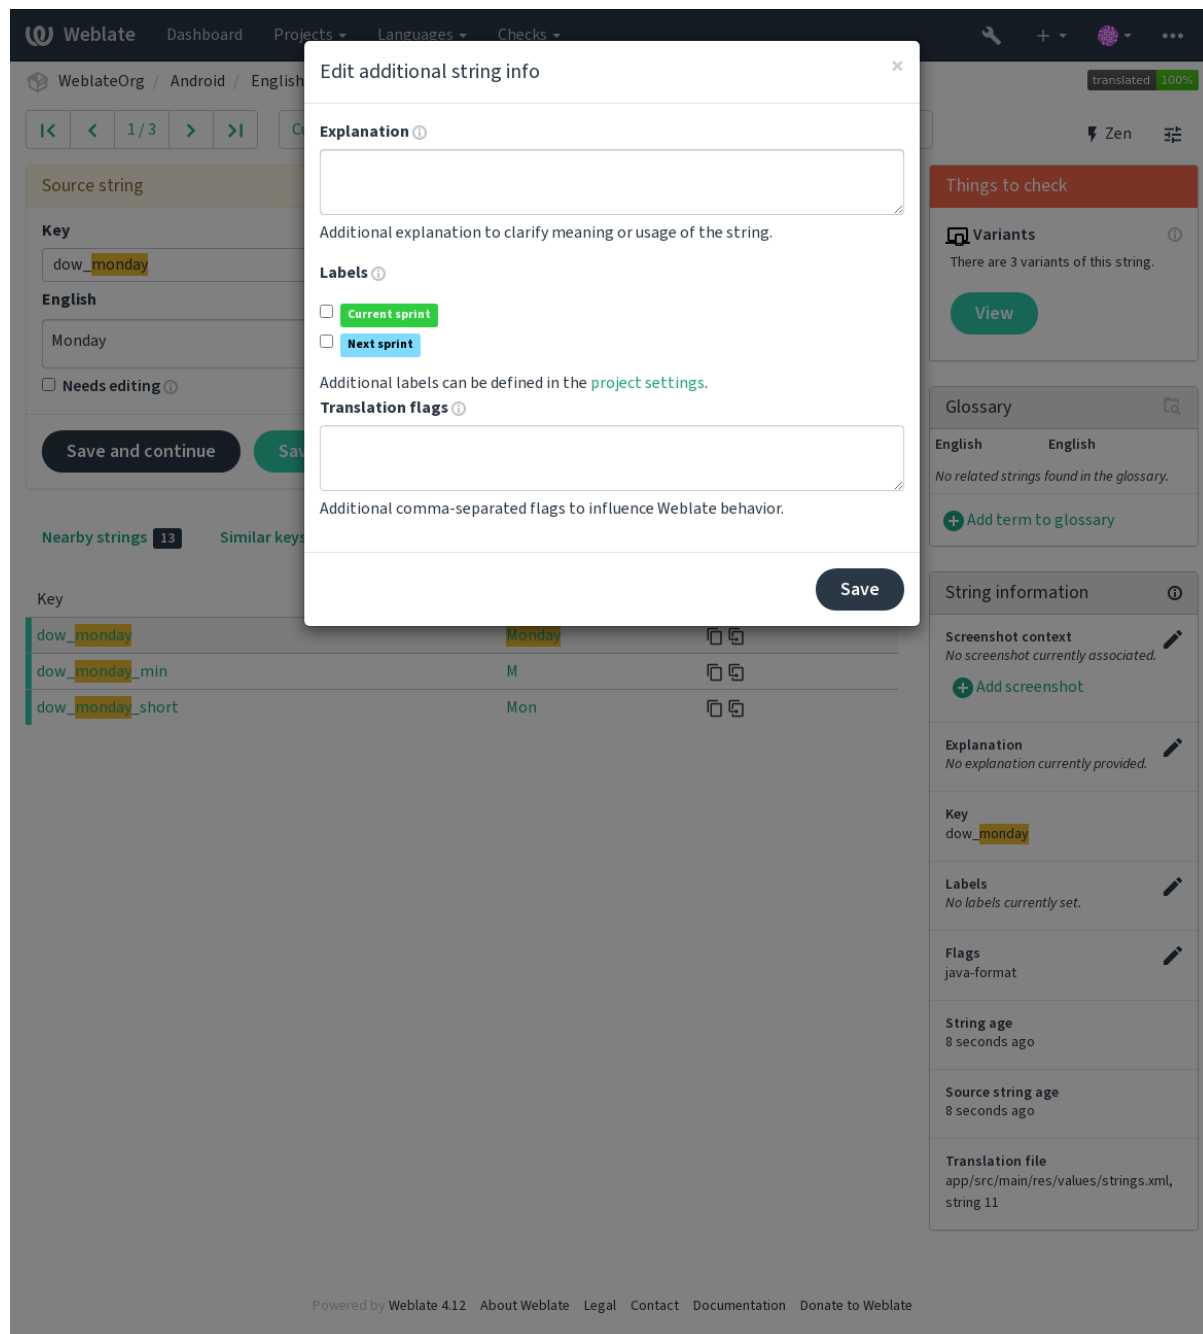 Weblate Dashboard Projects Languages Checks
WeblateOrg / Android / English
translated 100%
1 / 3
Zen
Edit additional string info
×
Explanation
Additional explanation to clarify meaning or usage of the string.
Labels
Current sprint
Next sprint
Additional labels can be defined in the project settings.
Translation flags
Additional comma-separated flags to influence Weblate behavior.
Save
Source string
Key
dow_monday
English
Monday
Needs editing
Save and continue
Nearby strings 13 Similar keys
Key
dow_monday Monday
dow_monday_min M
dow_monday_short Mon
Things to check
Variants
There are 3 variants of this string.
View
Glossary
English English
No related strings found in the glossary.
Add term to glossary
String information
Screenshot context
No screenshot currently associated.
Add screenshot
Explanation
No explanation currently provided.
Key
dow_monday
Labels
No labels currently set.
Flags
java-format
String age
8 seconds ago
Source string age
8 seconds ago
Translation file
app/src/main/res/values/strings.xml,
string 11
Powered by Weblate 4.12 About Weblate Legal Contact Documentation Donate to Weblate